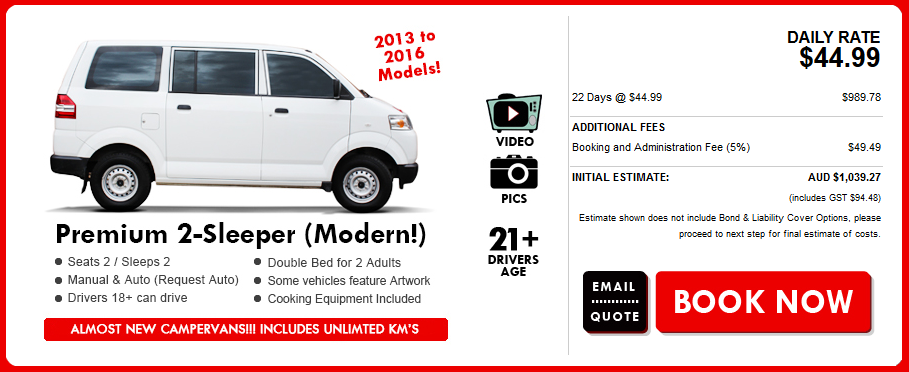 2013 to
2016
Models!
VIDEO
PICS
21+
DRIVERS
AGE
Premium 2-Sleeper (Modern!)
Seats 2 / Sleeps 2
Manual & Auto (Request Auto)
Drivers 18+ can drive
Double Bed for 2 Adults
Some vehicles feature Artwork
Cooking Equipment Included
ALMOST NEW CAMPERVANS!!! INCLUDES UNLIMTED KM'S
DAILY RATE
$44.99
22 Days @ $44.99 $989.78
ADDITIONAL FEES
Booking and Administration Fee (5%) $49.49
INITIAL ESTIMATE: AUD $1,039.27
(includes GST $94.48)
Estimate shown does not include Bond & Liability Cover Options, please
proceed to next step for final estimate of costs.
EMAIL
QUOTE
BOOK NOW